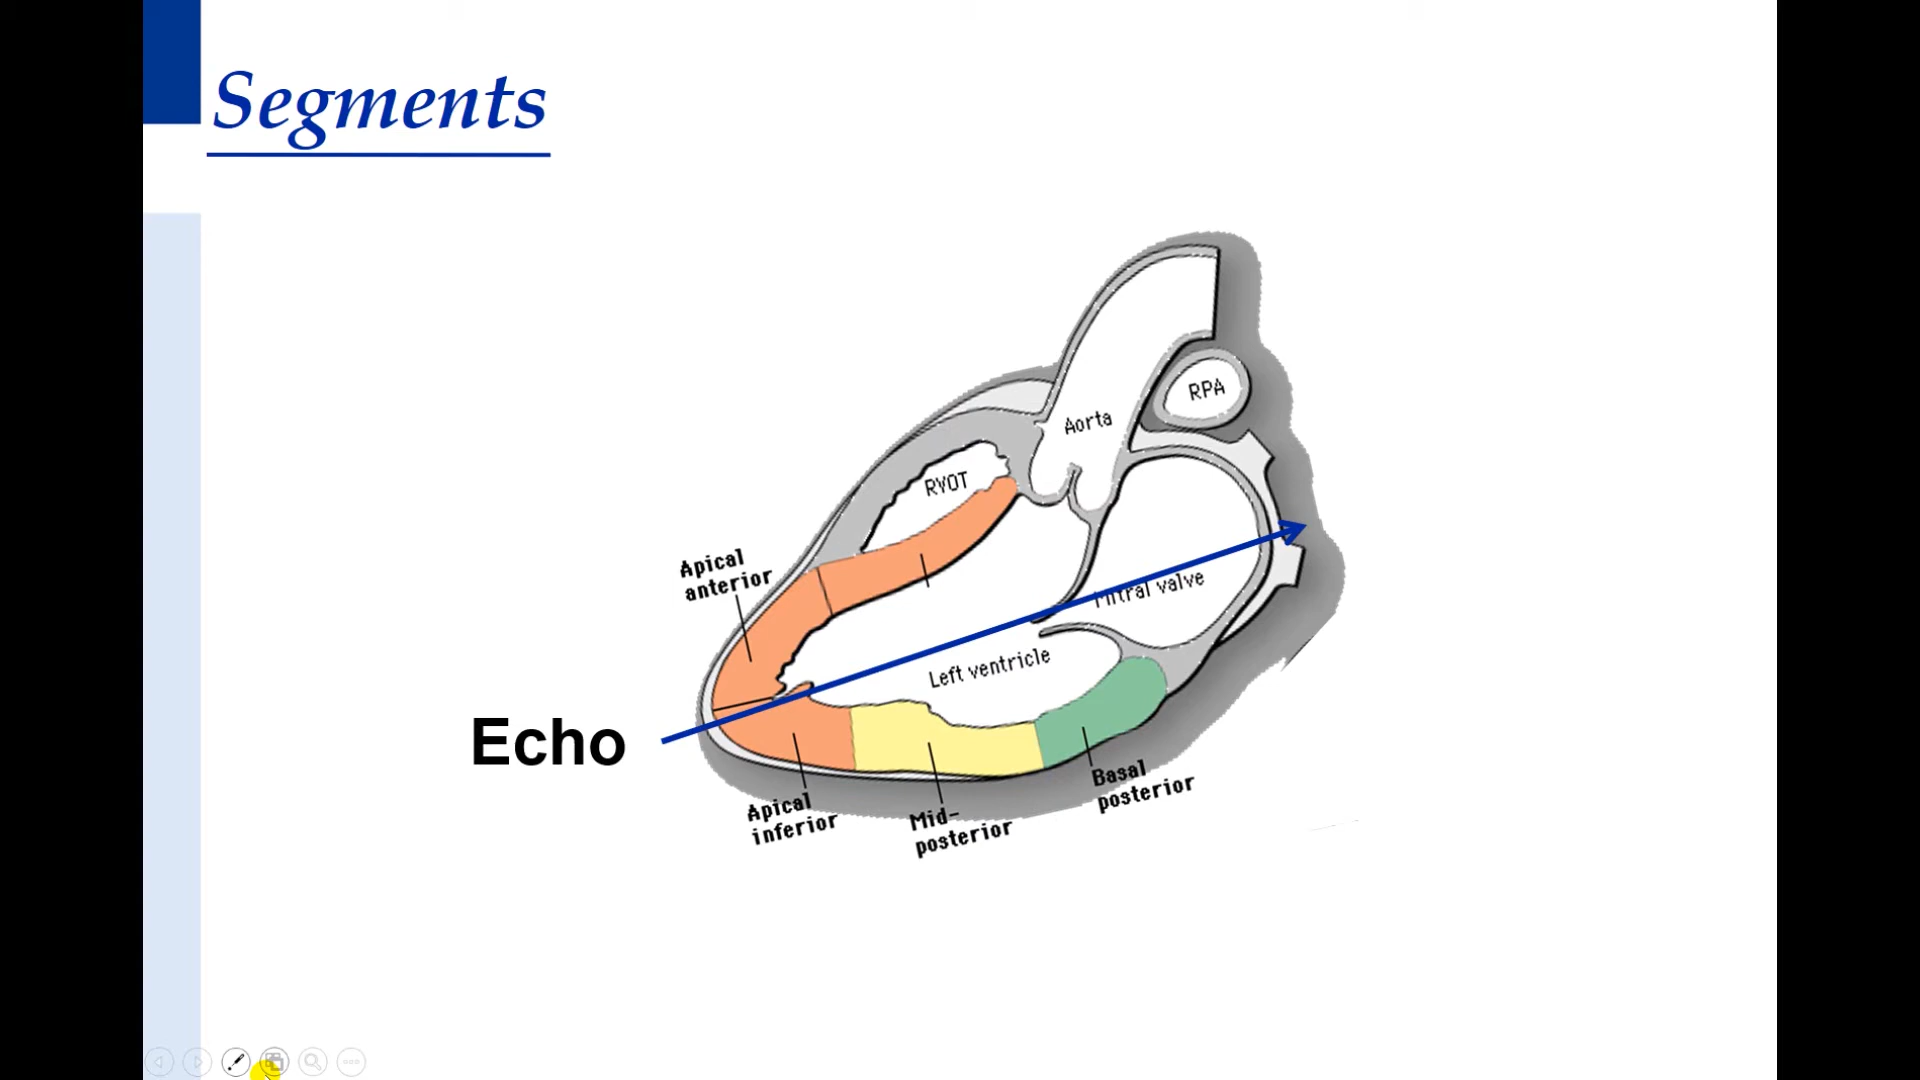 Segments
RPA
Aorta
RVOT
Apical
anterior
Mitral valve
Left ventricle
Echo
Apical
inferior
Mid-
posterior
Basal
posterior